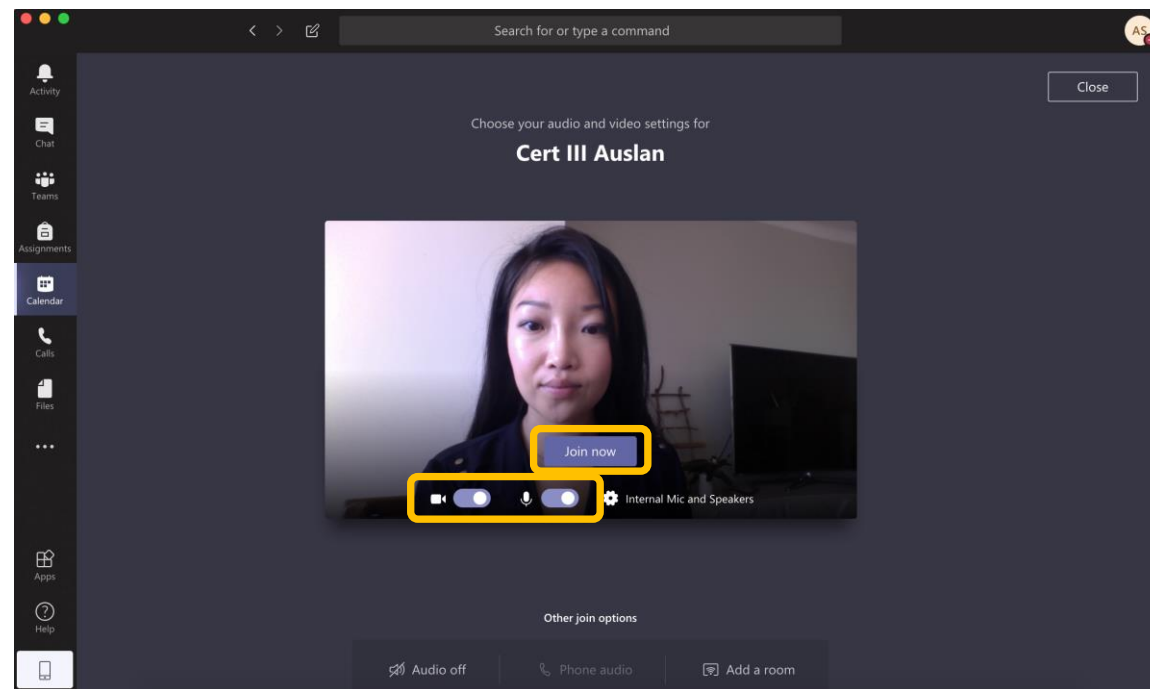 Search for or type a command
AS
Activity
Close
Choose your audio and video settings for
Chat
Cert III Auslan
Teams
Assignments
Calendar
Calls
Files
Join now
Internal Mic and Speakers
Apps
Help
Other join options
Audio off
Phone audio
Add a room